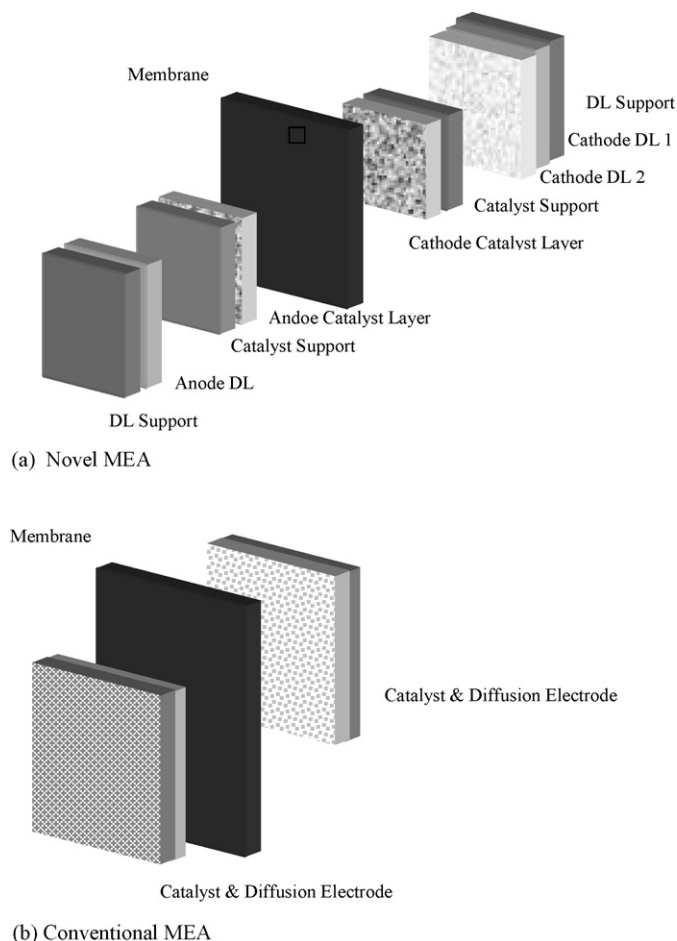 Membrane
DL Support
Cathode DL 1
Cathode DL 2
Catalyst Support
Cathode Catalyst Layer
Andoe Catalyst Layer
Catalyst Support
Anode DL
DL Support
(a) Novel MEA
Membrane
Catalyst & Diffusion Electrode
Catalyst & Diffusion Electrode
(b) Conventional MEA